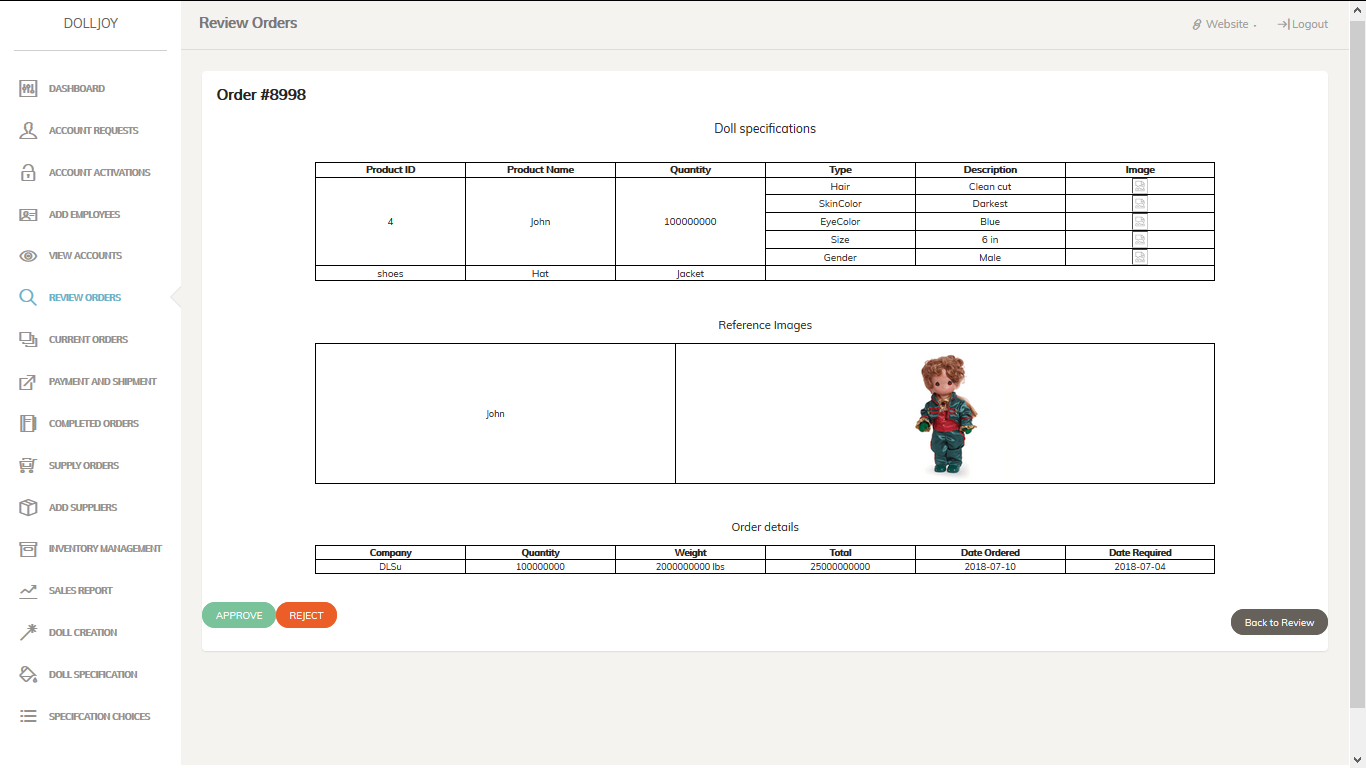 DOLLJOY
Review Orders
Website
Logout
DASHBOARD
ACCOUNT REQUESTS
ACCOUNT ACTIVATIONS
ADD EMPLOYEES
VIEW ACCOUNTS
REVIEW ORDERS
CURRENT ORDERS
PAYMENT AND SHIPMENT
COMPLETED ORDERS
SUPPLY ORDERS
ADD SUPPLIERS
INVENTORY MANAGEMENT
SALES REPORT
DOLL CREATION
DOLL SPECIFICATION
SPECIFCATION CHOICES
Order #8998
Doll specifications
Product ID Product Name Quantity Type Description Image
4 John 100000000
Hair Clean cut
SkinColor Darkest
EyeColor Blue
Size 6 in
Gender Male
shoes Hat Jacket
Reference Images
John
Order details
Company Quantity Weight Total Date Ordered Date Required
DLSu 100000000 2000000000 lbs 25000000000 2018-07-10 2018-07-04
APPROVE REJECT
Back to Review